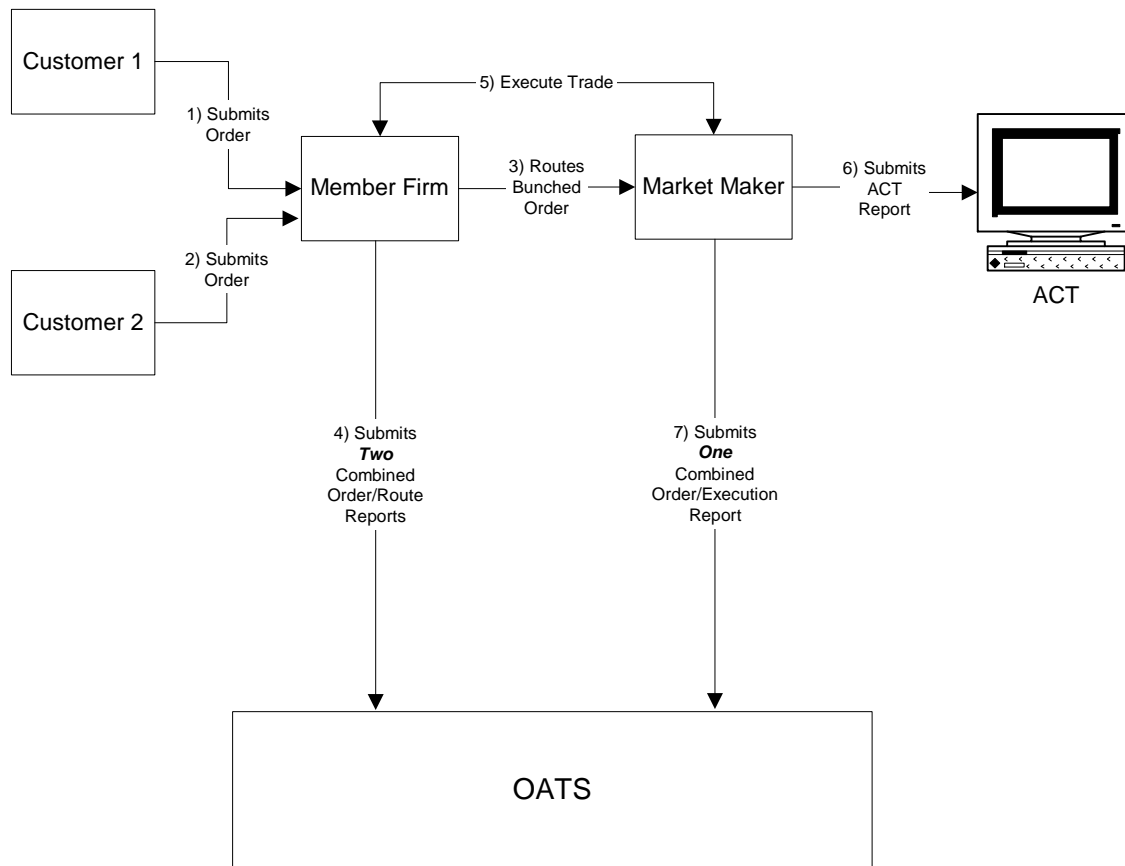 Customer 1
5) Execute Trade
1) Submits
Order
Member Firm
3) Routes
Bunched
Order
Market Maker
6) Submits
ACT
Report
2) Submits
Order
Customer 2
ACT
4) Submits
Two
Combined
Order/Route
Reports
7) Submits
One
Combined
Order/Execution
Report
OATS